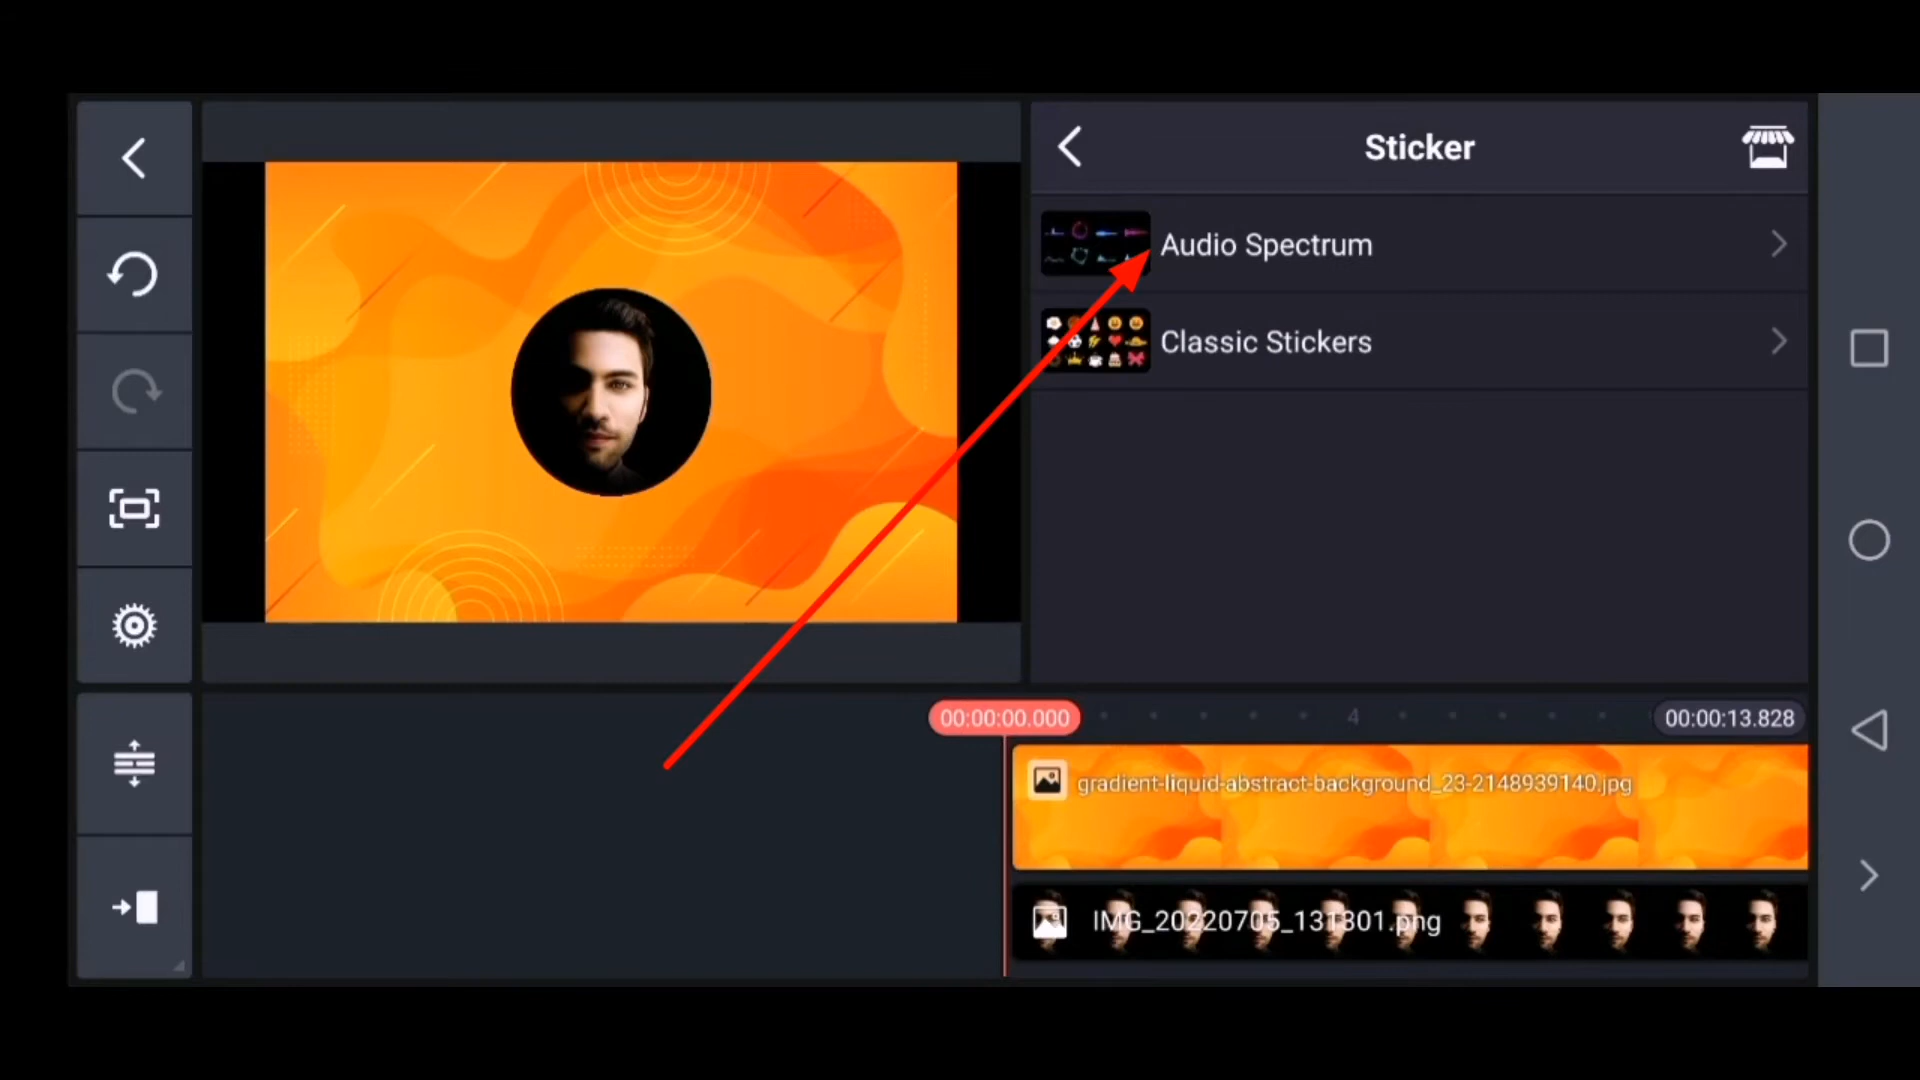 Sticker
Audio Spectrum
Classic Stickers
00:00:00.000
4
00:00:13.828
gradient-liquid-abstract-background_23-2148939140.jpg
IMG_20220705_131301.png